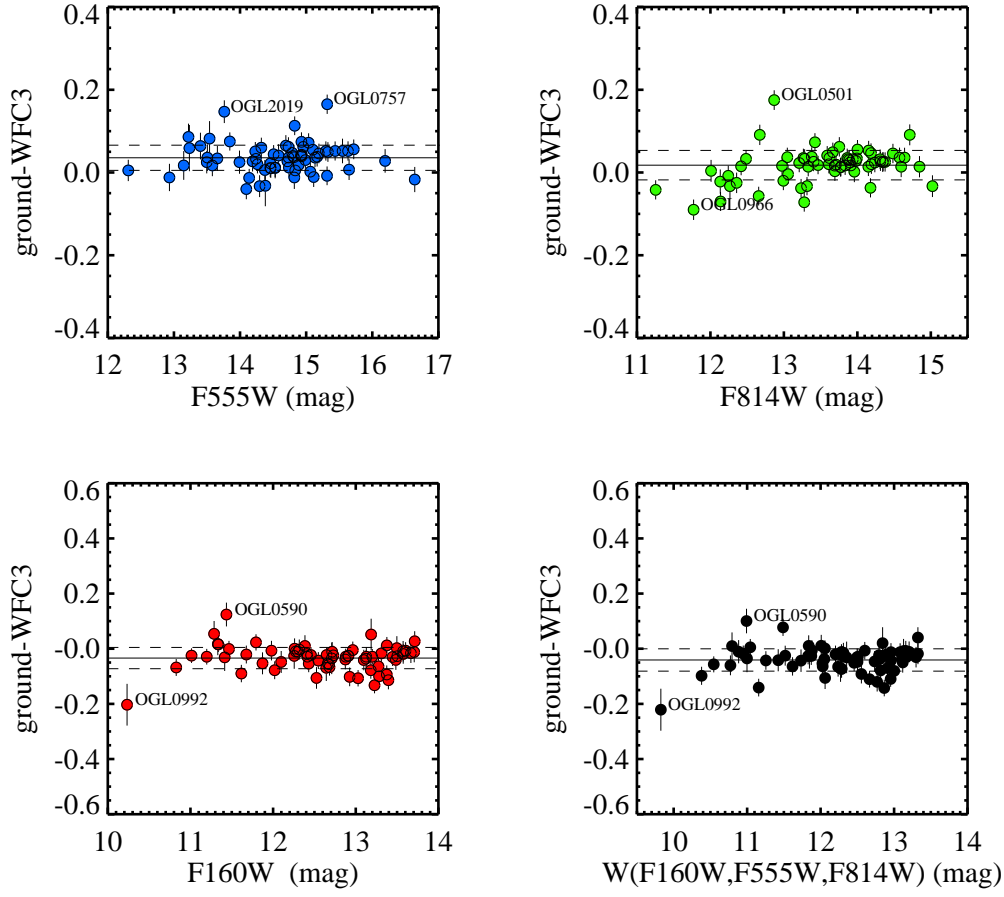 0.4
0.2
0.0
-0.2
-0.4
ground-WFC3
OGL2019
OGL0757
12 13 14 15 16 17
F555W (mag)
0.4
0.2
0.0
-0.2
-0.4
ground-WFC3
OGL0501
OGL0966
11 12 13 14 15
F814W (mag)
0.6
0.4
0.2
-0.0
-0.2
-0.4
-0.6
ground-WFC3
OGL0590
OGL0992
10 11 12 13 14
F160W (mag)
0.6
0.4
0.2
-0.0
-0.2
-0.4
-0.6
ground-WFC3
OGL0590
OGL0992
10 11 12 13 14
W(F160W,F555W,F814W) (mag)